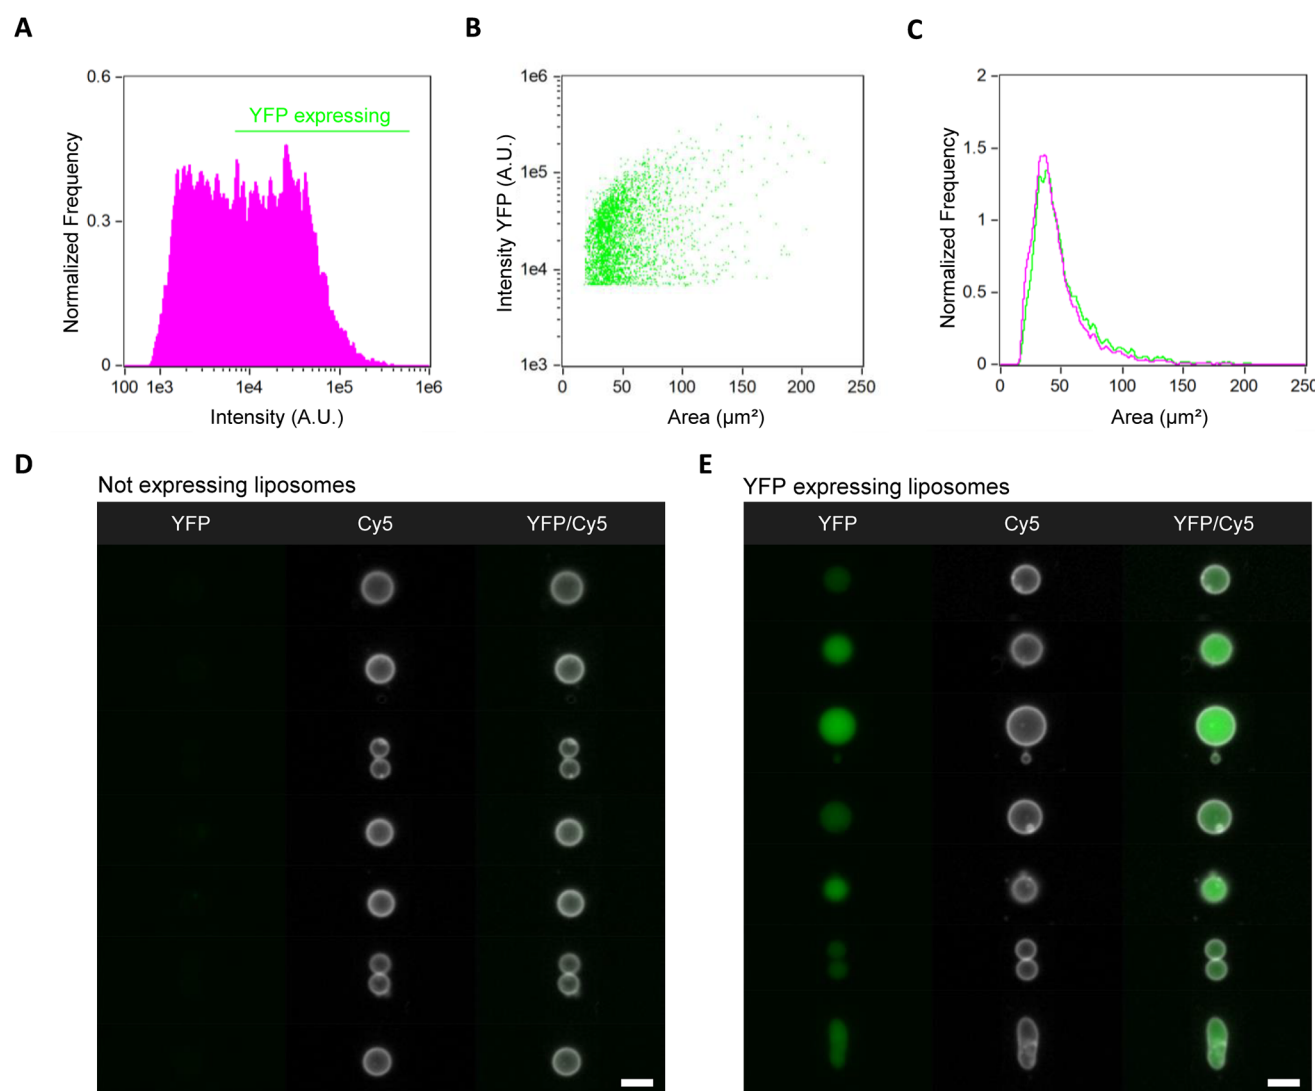 A
B
C
0.6
0.3
0
Normalized Frequency
YFP expressing
100 1e3 1e4 1e5 1e6
Intensity (A.U.)
1e6
1e5
1e4
1e3
Intensity YFP (A.U.)
0 50 100 150 200 250
Area (µm²)
2
1.5
1
0.5
0
Normalized Frequency
0 50 100 150 200 250
Area (µm²)
D
Not expressing liposomes
YFP Cy5 YFP/Cy5
E
YFP expressing liposomes
YFP Cy5 YFP/Cy5